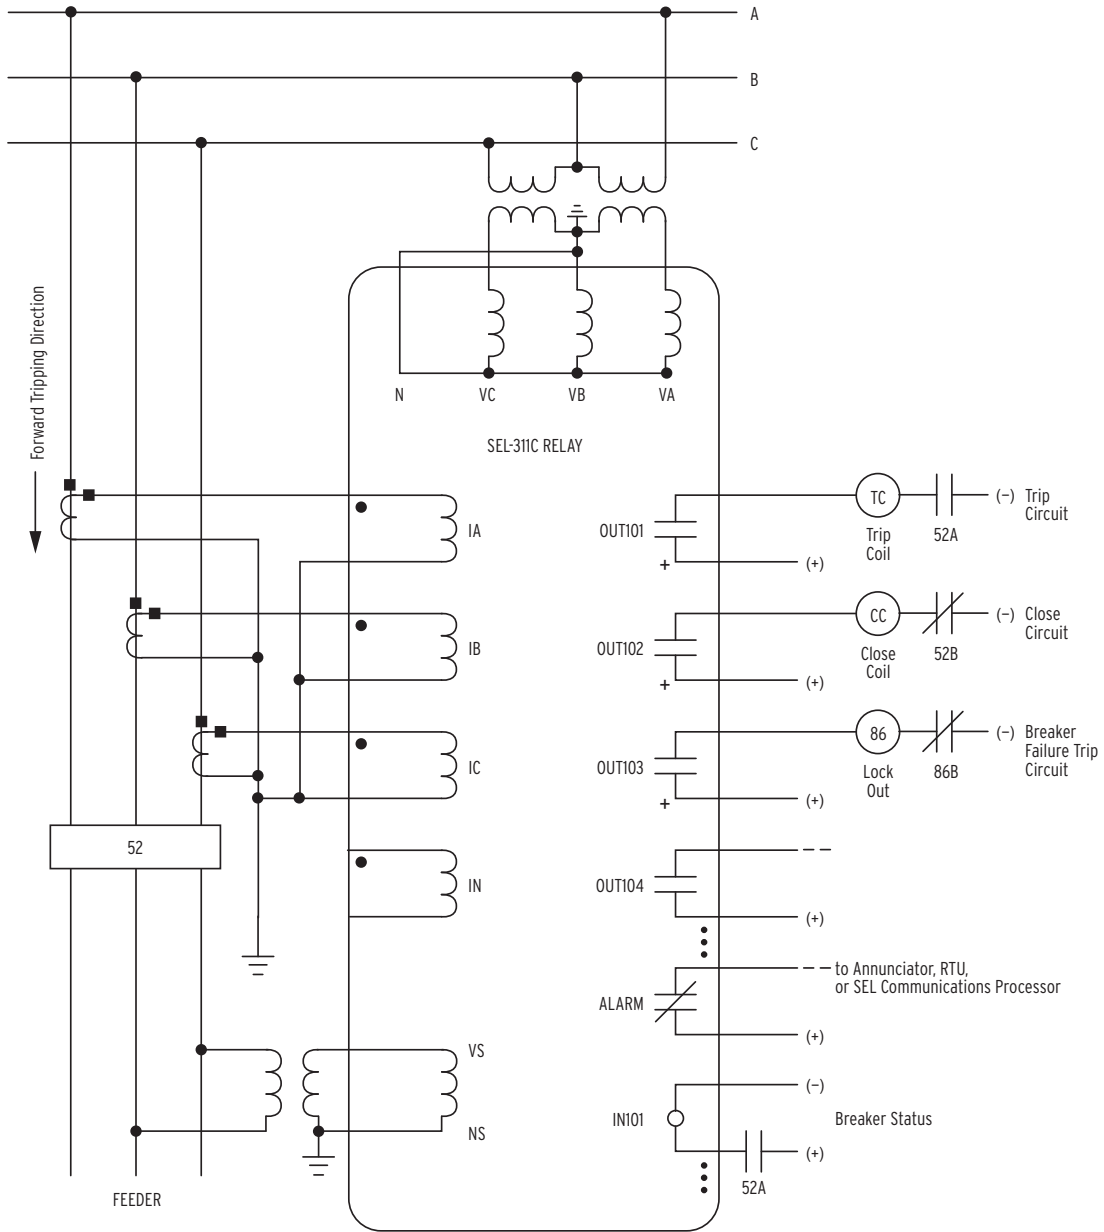 A
B
C
Forward Tripping Direction
N
VC
VB
VA
SEL-311C RELAY
IA
OUT101
+
TC
Trip
Coil
52A
(–) Trip
Circuit
(+)
IB
OUT102
+
CC
Close
Coil
52B
(–) Close
Circuit
(+)
IC
OUT103
+
86
Lock
Out
86B
(–) Breaker
Failure Trip
Circuit
(+)
52
IN
OUT104
(+)
ALARM
to Annunciator, RTU,
or SEL Communications Processor
(+)
VS
NS
IN101
(–)
Breaker Status
(+)
52A
FEEDER